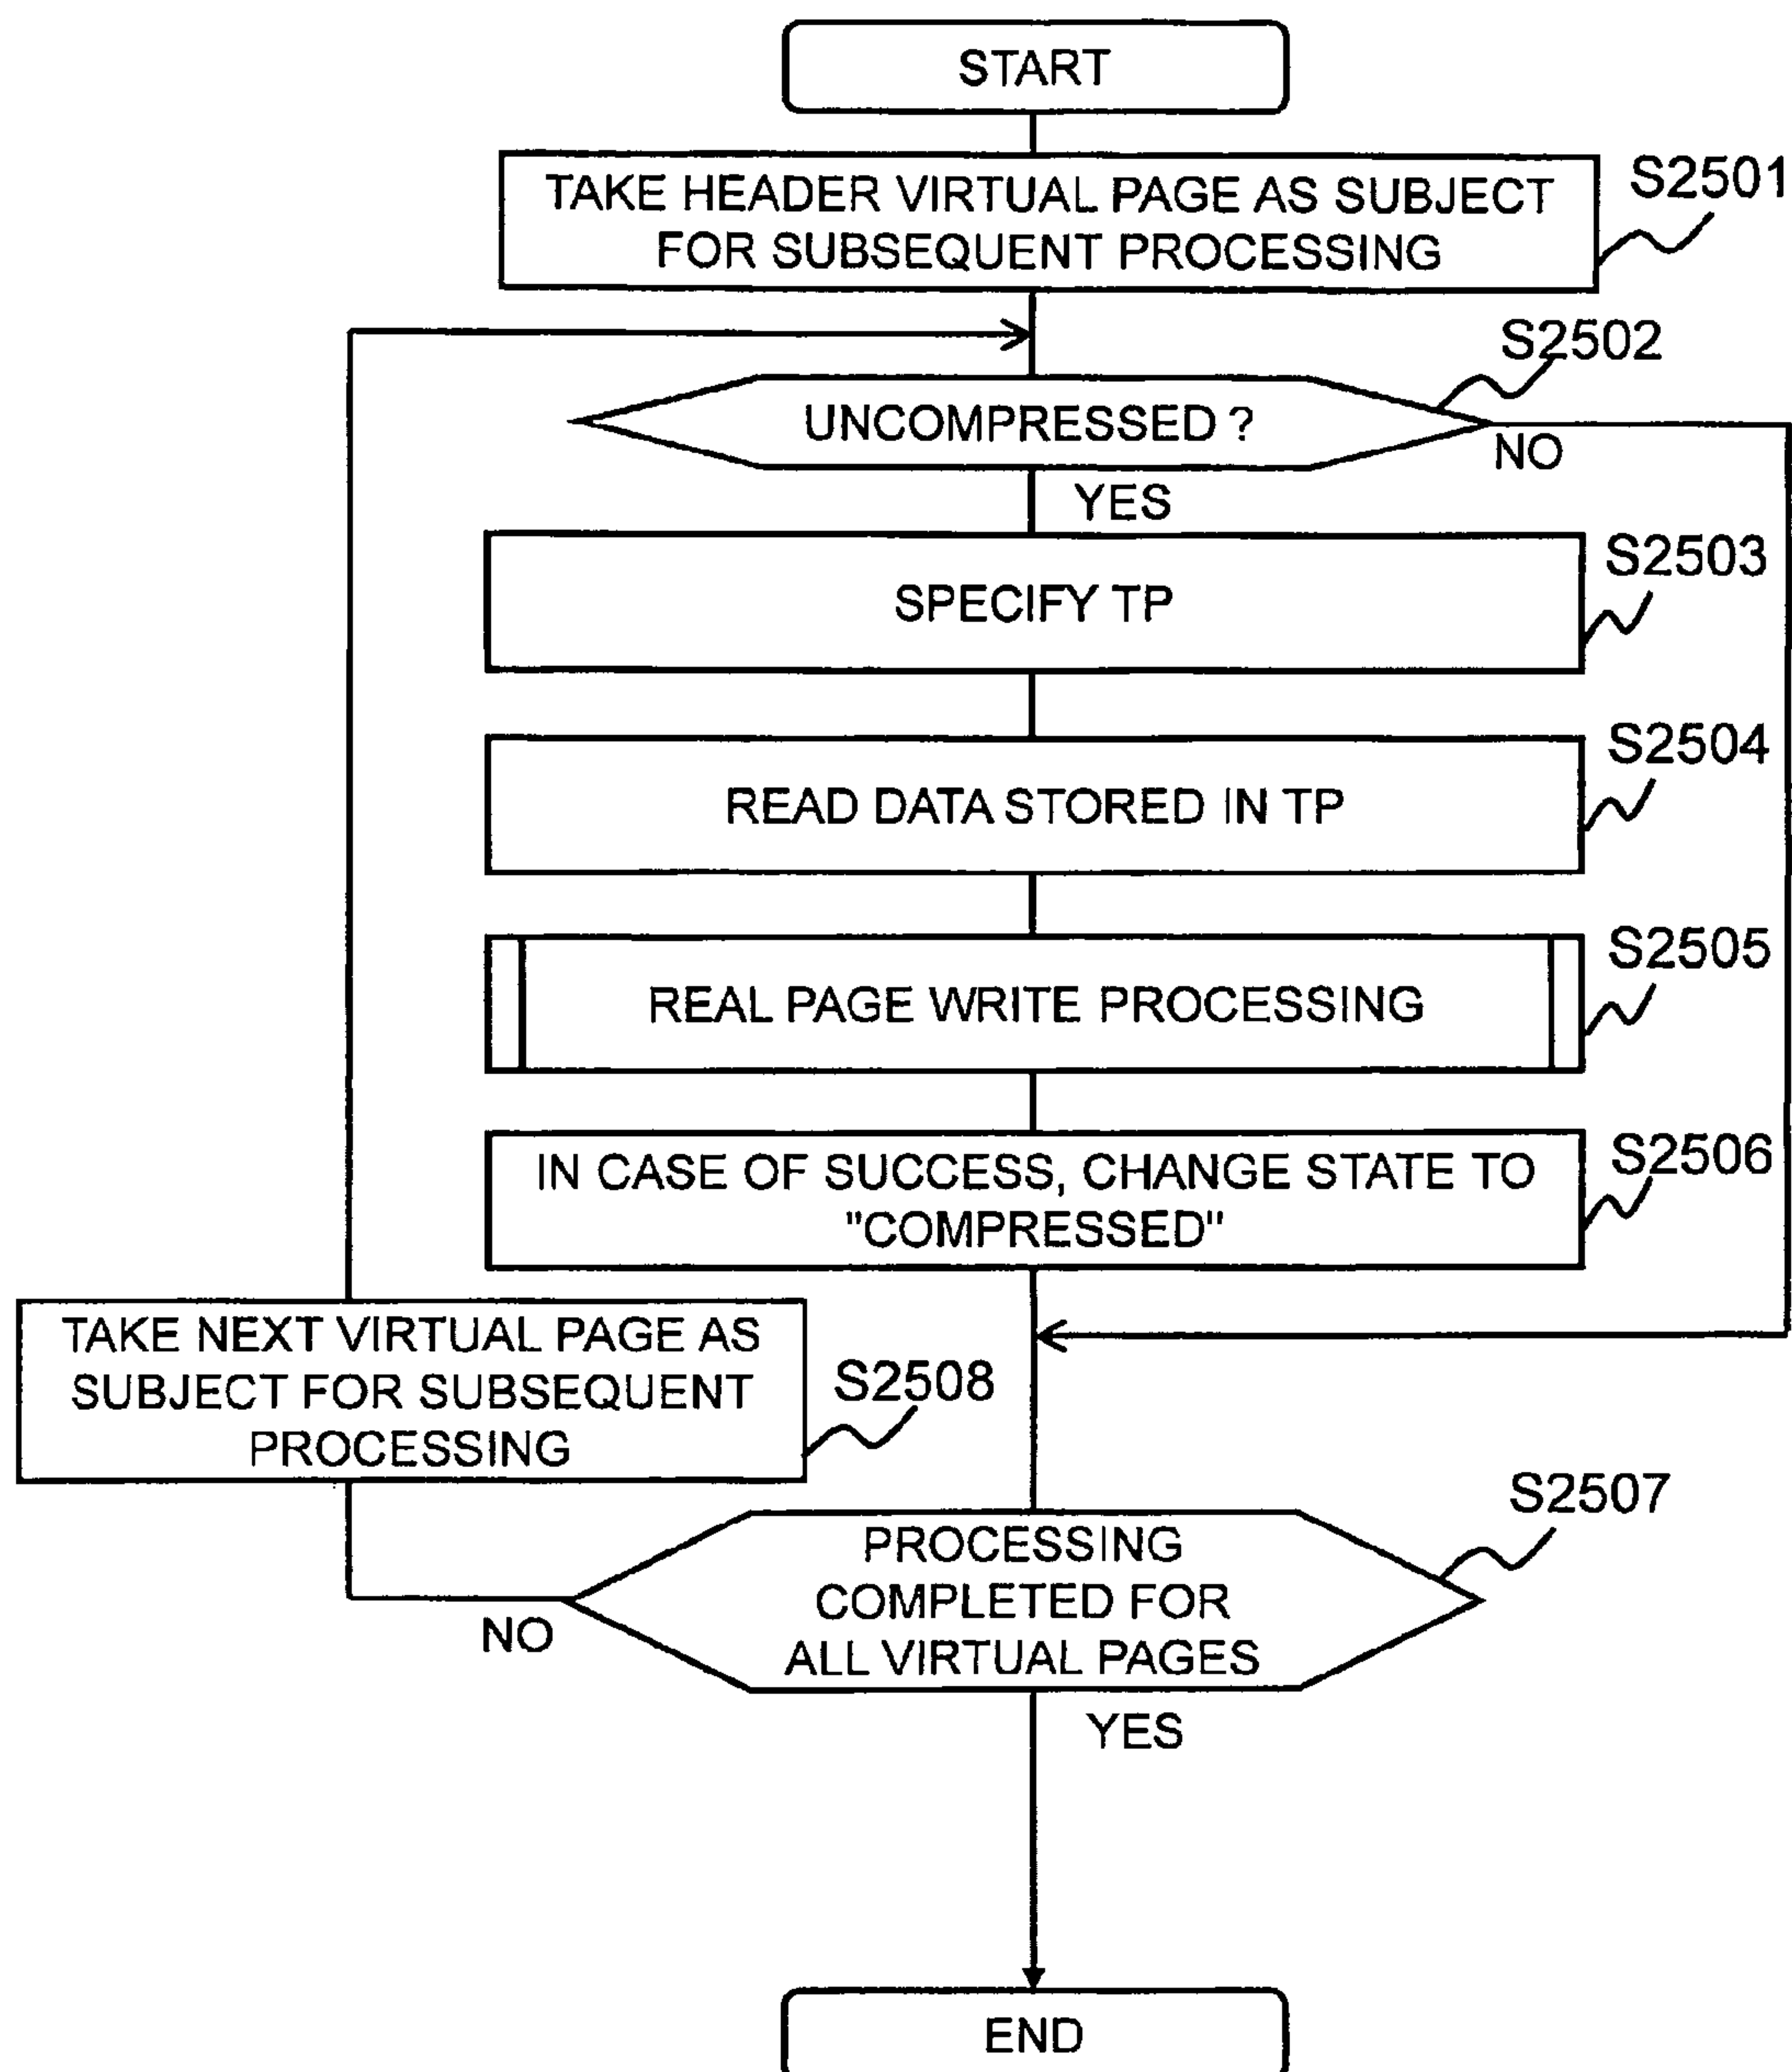 START
TAKE HEADER VIRTUAL PAGE AS SUBJECT
FOR SUBSEQUENT PROCESSING
S2501
S2502
UNCOMPRESSED ?
NO
YES
S2503
SPECIFY TP
S2504
READ DATA STORED IN TP
S2505
REAL PAGE WRITE PROCESSING
S2506
IN CASE OF SUCCESS, CHANGE STATE TO
"COMPRESSED"
TAKE NEXT VIRTUAL PAGE AS
SUBJECT FOR SUBSEQUENT
PROCESSING
S2508
S2507
PROCESSING
COMPLETED FOR
ALL VIRTUAL PAGES
NO
YES
END